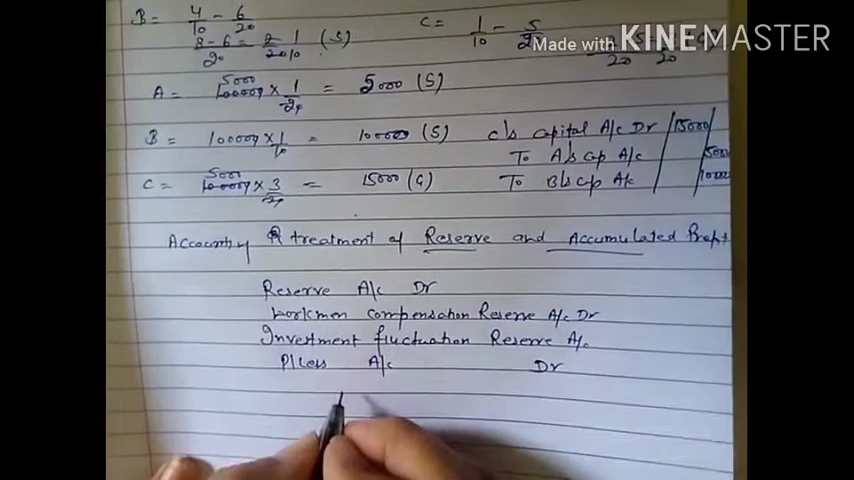 B = 4/10 - 6/20
C = 1/10 - 5/20
8-6/20 = 2/20 1/10 (S)
Made with KINEMASTER
A = 100000 5000 × 1/20 = 5000 (S)
B = 100000 × 1/10 = 100000 (S) C's capital A/c Dr 15000
To A's cap A/c 5000
C = 100000 5000 × 3/20 = 15000 (G) To B's cap A/c 10000
Accounting treatment of Reserve and Accumulated Profit
Reserve A/c Dr
Workmen Compensation Reserve A/c Dr
Investment fluctuation Reserve A/c
P/Loss A/c Dr